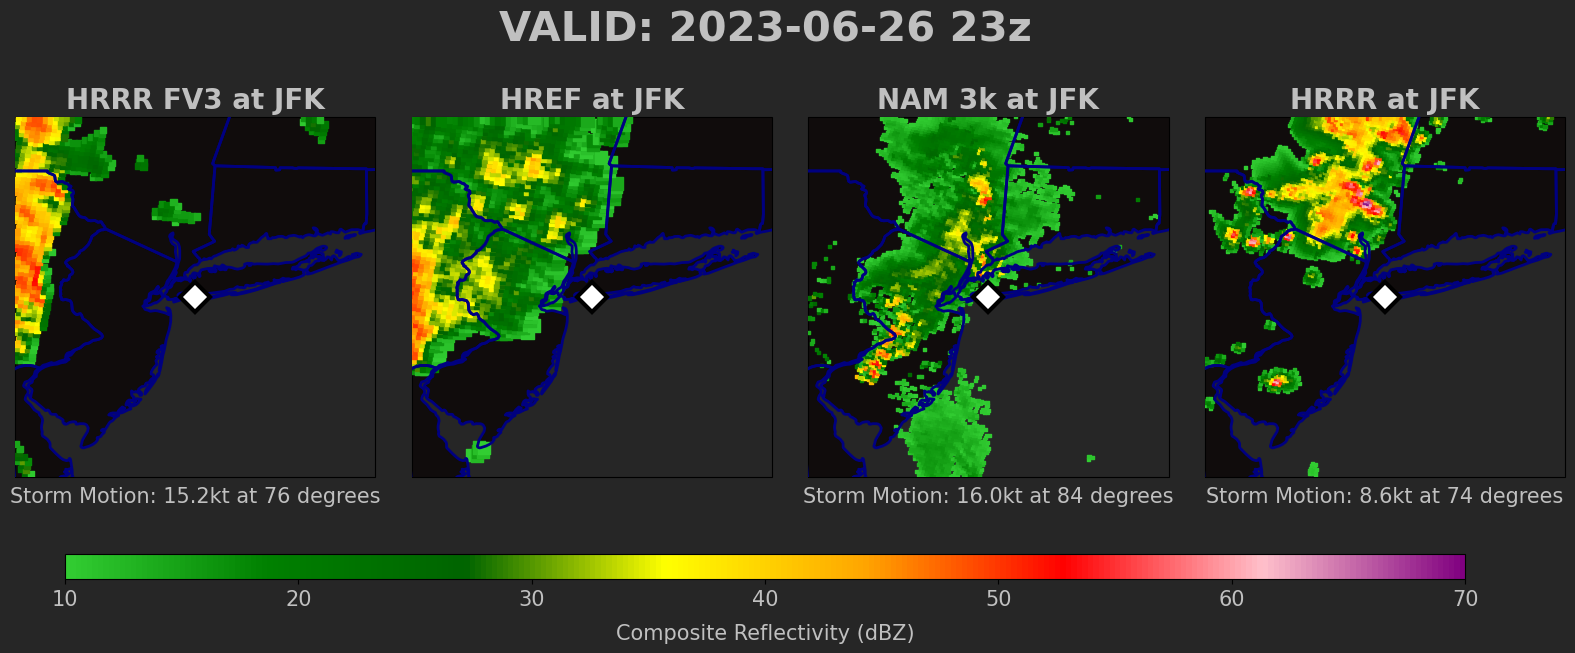 VALID: 2023-06-26 23z
HRRR FV3 at JFK
HREF at JFK
NAM 3k at JFK
HRRR at JFK
Storm Motion: 15.2kt at 76 degrees
Storm Motion: 16.0kt at 84 degrees
Storm Motion: 8.6kt at 74 degrees
10 20 30 40 50 60 70
Composite Reflectivity (dBZ)